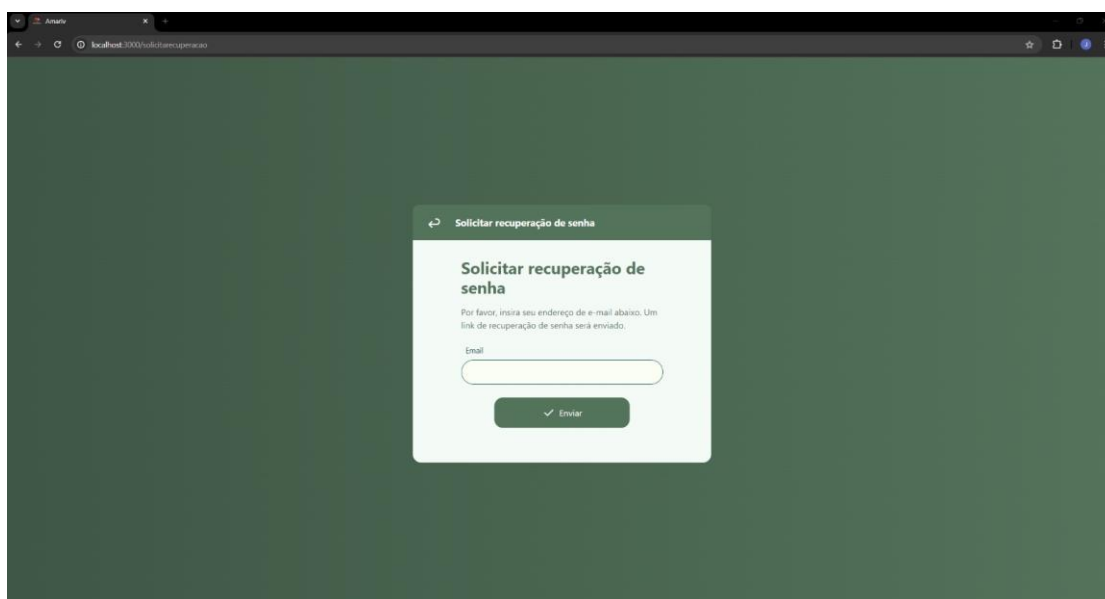 Amariv
localhost:3000/solicitarecuperacao
Solicitar recuperação de senha
Solicitar recuperação de
senha
Por favor, insira seu endereço de e-mail abaixo. Um
link de recuperação de senha será enviado.
Email
Enviar